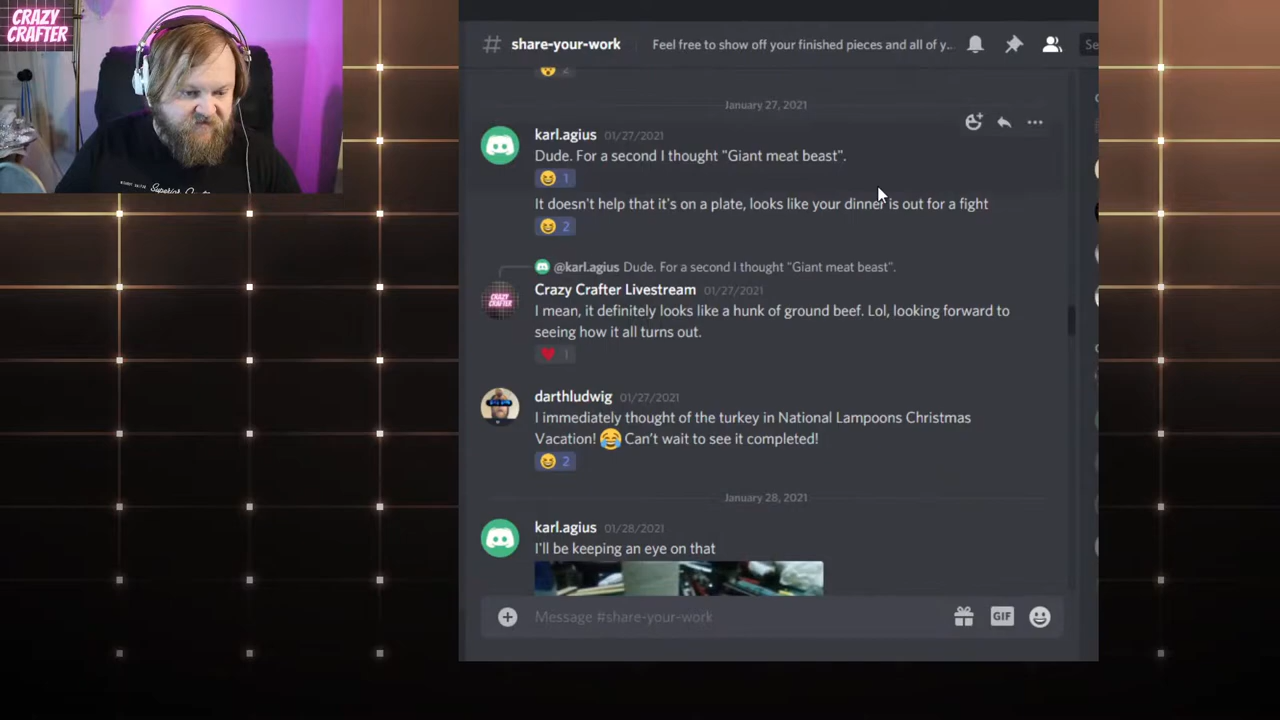 CRAZY
CRAFTER
# share-your-work Feel free to show off your finished pieces and all of y... Se
2
January 27, 2021
karl.agius 01/27/2021
Dude. For a second I thought "Giant meat beast".
1
It doesn't help that it's on a plate, looks like your dinner is out for a fight
2
@karl.agius Dude. For a second I thought "Giant meat beast".
CRAZY
CRAFTER
Crazy Crafter Livestream 01/27/2021
I mean, it definitely looks like a hunk of ground beef. Lol, looking forward to
seeing how it all turns out.
1
darthludwig 01/27/2021
I immediately thought of the turkey in National Lampoons Christmas
Vacation! 😂 Can't wait to see it completed!
2
January 28, 2021
karl.agius 01/28/2021
I'll be keeping an eye on that
Message #share-your-work GIF